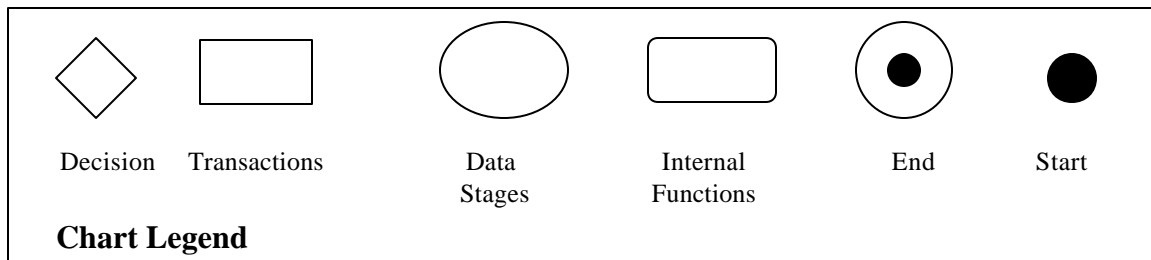 Decision Transactions Data Internal End Start
Stages Functions
Chart Legend